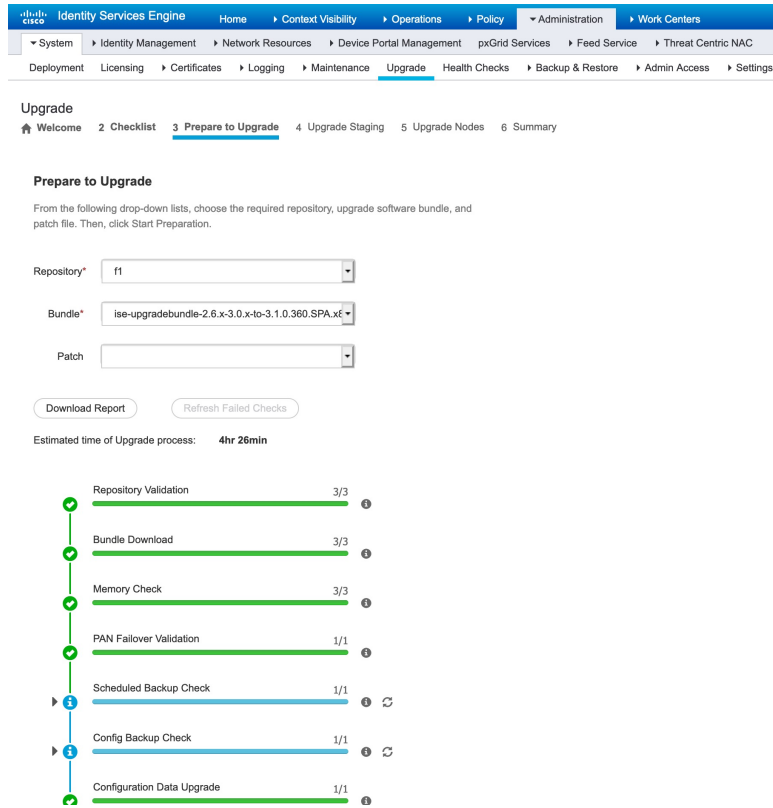 cisco Identity Services Engine Home Context Visibility Operations Policy Administration Work Centers
System Identity Management Network Resources Device Portal Management pxGrid Services Feed Service Threat Centric NAC
Deployment Licensing Certificates Logging Maintenance Upgrade Health Checks Backup & Restore Admin Access Settings
Upgrade
Welcome 2 Checklist 3 Prepare to Upgrade 4 Upgrade Staging 5 Upgrade Nodes 6 Summary
Prepare to Upgrade
From the following drop-down lists, choose the required repository, upgrade software bundle, and
patch file. Then, click Start Preparation.
Repository* f1
Bundle* ise-upgradebundle-2.6.x-3.0.x-to-3.1.0.360.SPA.x8
Patch
Download Report Refresh Failed Checks
Estimated time of Upgrade process: 4hr 26min
Repository Validation 3/3
Bundle Download 3/3
Memory Check 3/3
PAN Failover Validation 1/1
Scheduled Backup Check 1/1
Config Backup Check 1/1
Configuration Data Upgrade 1/1